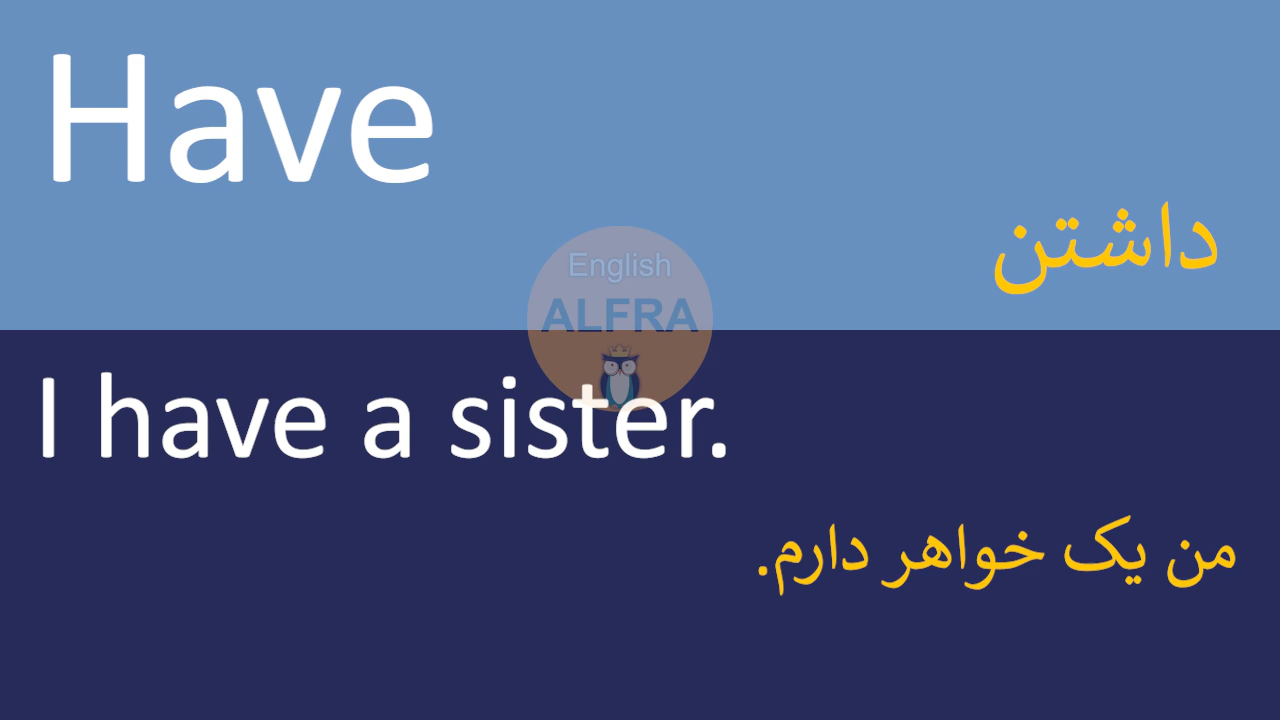 Have
داشتن
English
ALFRA
I have a sister.
من یک خواهر دارم.